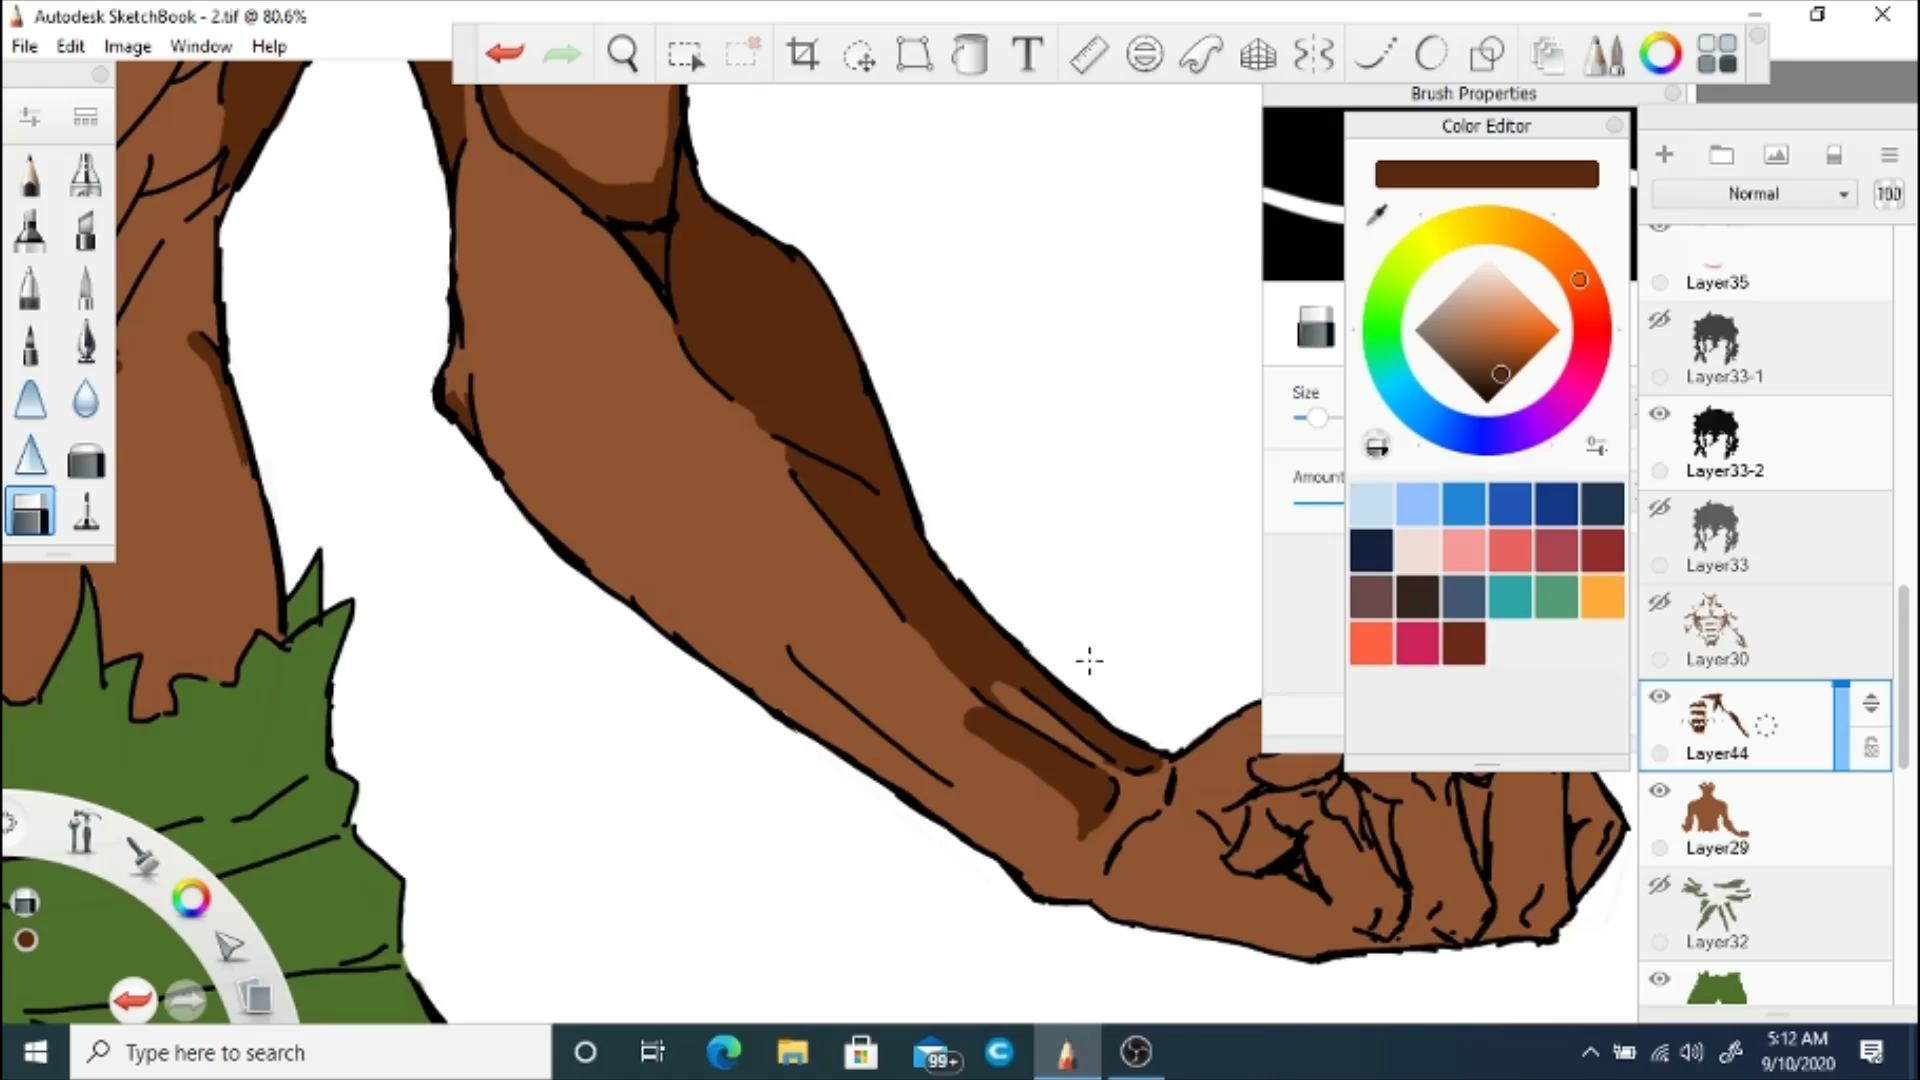 Autodesk SketchBook - 2.tif @ 80.6%
File Edit Image Window Help
T
Brush Properties
Color Editor
Normal
100
Size
Amount
Layer35
Layer33-1
Layer33-2
Layer33
Layer30
Layer44
Layer29
Layer32
Type here to search
99+
5:12 AM
9/10/2020